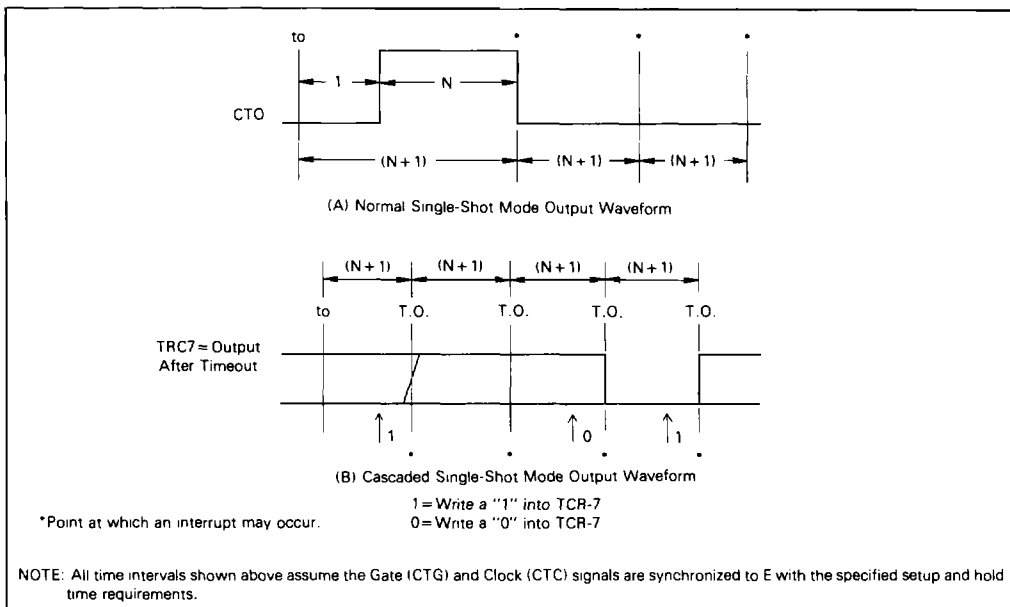 to
1
N
CTO
(N + 1) (N + 1) (N + 1)
(A) Normal Single-Shot Mode Output Waveform
(N + 1) (N + 1) (N + 1) (N + 1)
to T.O. T.O. T.O. T.O.
TRC7 = Output
After Timeout
1 0 1
(B) Cascaded Single-Shot Mode Output Waveform
1 = Write a "1" into TCR-7
*Point at which an interrupt may occur. 0 = Write a "0" into TCR-7
NOTE: All time intervals shown above assume the Gate (CTG) and Clock (CTC) signals are synchronized to E with the specified setup and hold
time requirements.